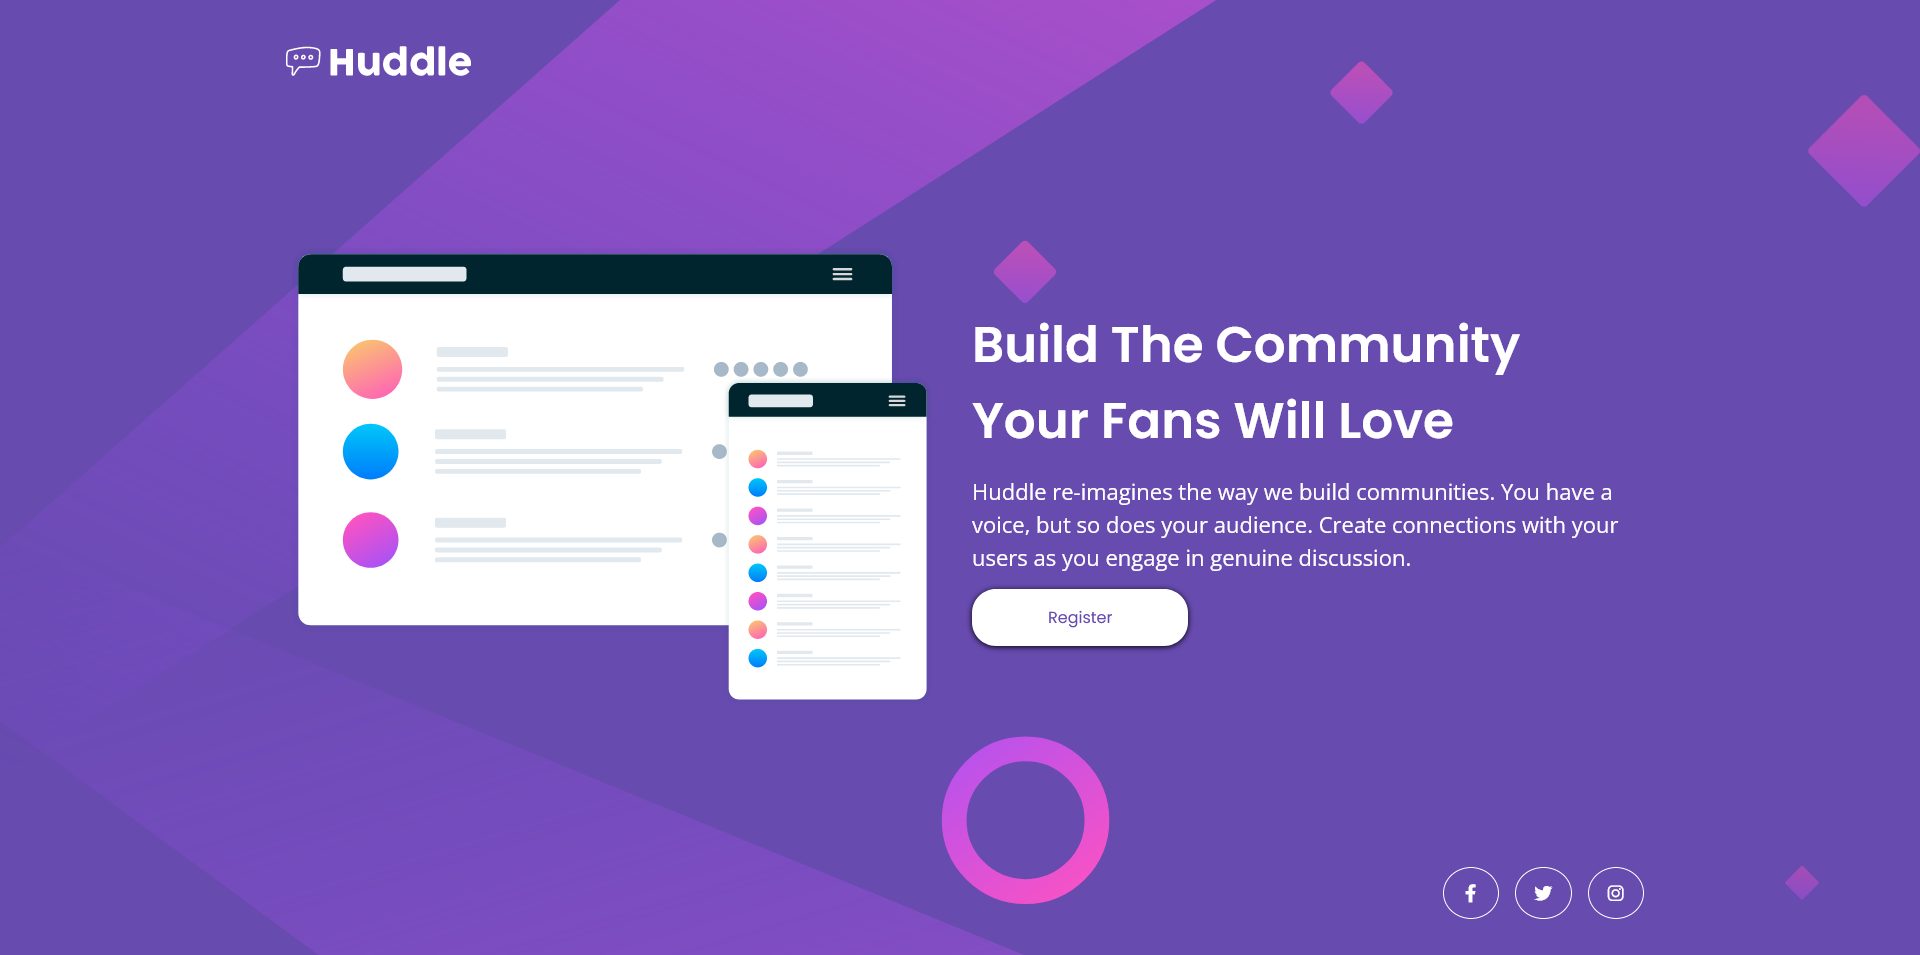 Huddle
Build The Community
Your Fans Will Love
Huddle re-imagines the way we build communities. You have a
voice, but so does your audience. Create connections with your
users as you engage in genuine discussion.
Register